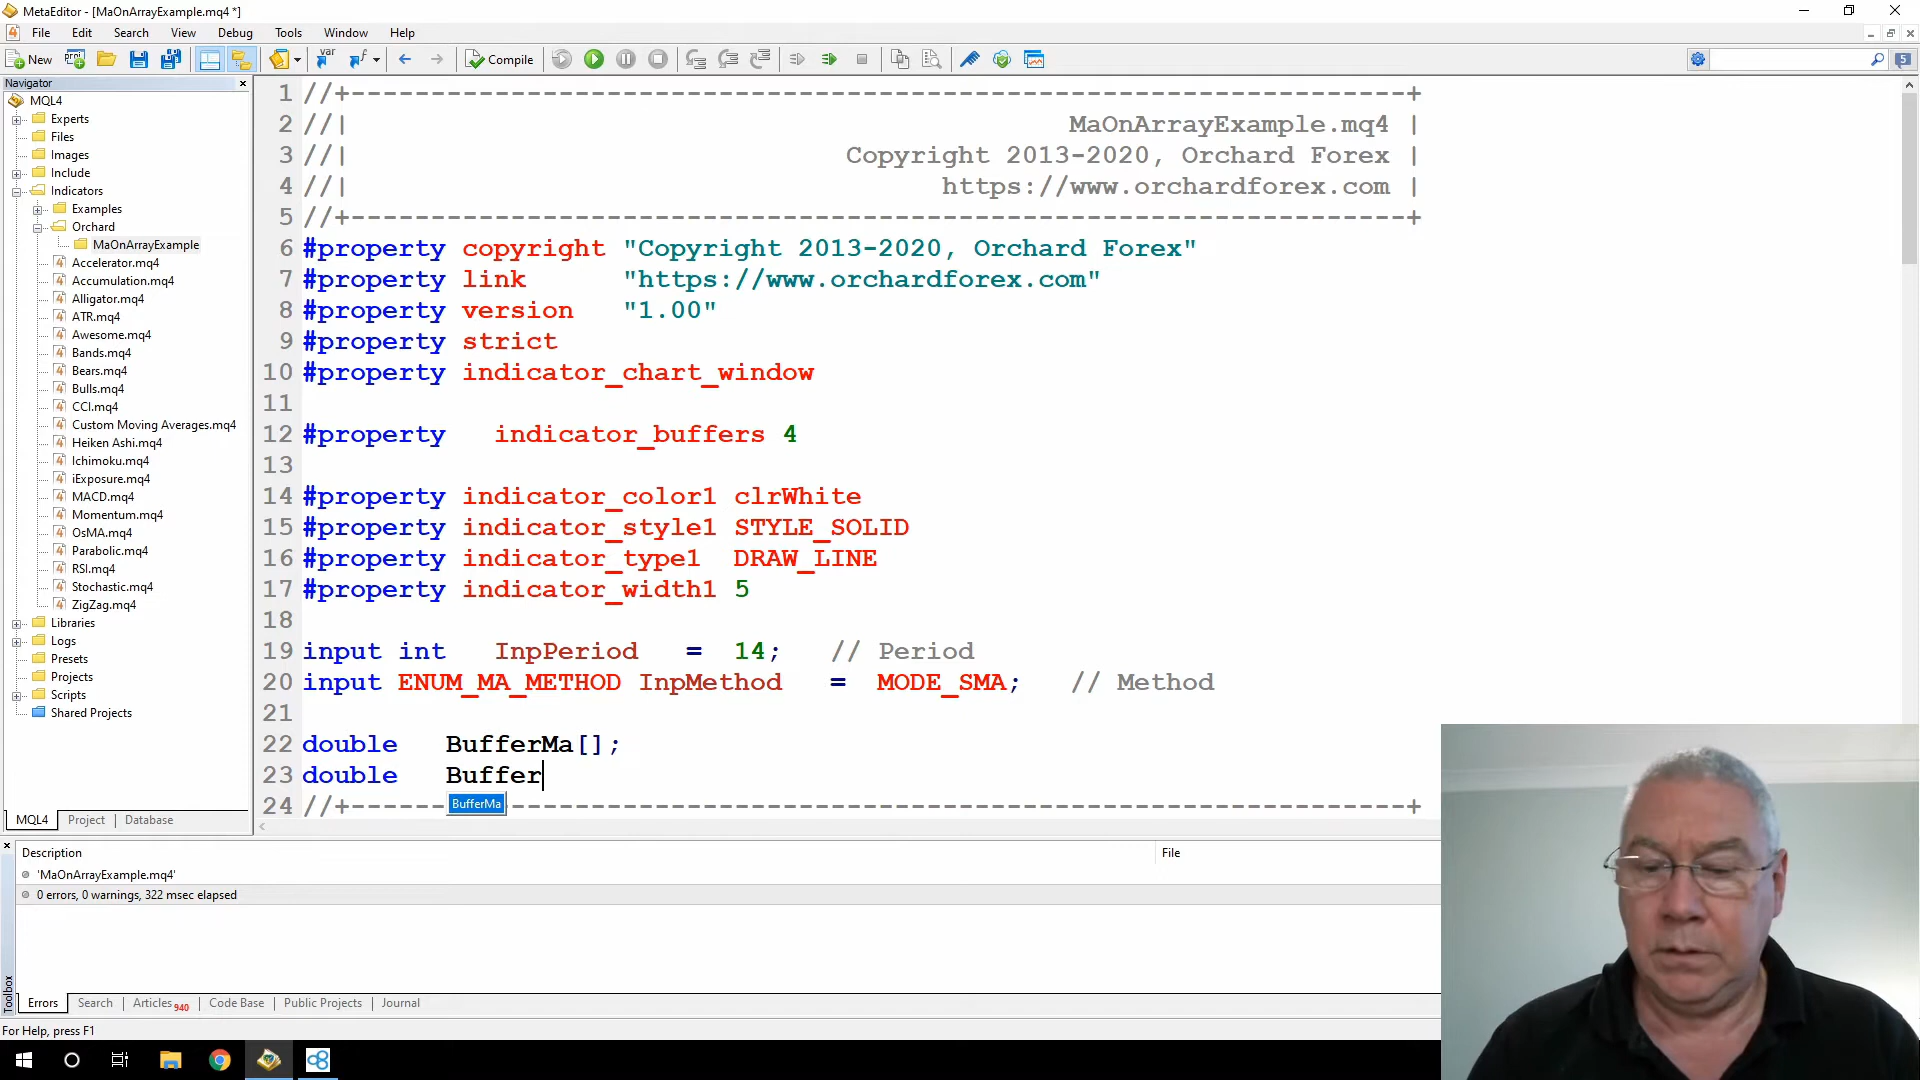 MetaEditor - [MaOnArrayExample.mq4 *]
File Edit Search View Debug Tools Window Help
New Compile
Navigator
MQL4
Experts
Files
Images
Include
Indicators
Examples
Orchard
MaOnArrayExample
Accelerator.mq4
Accumulation.mq4
Alligator.mq4
ATR.mq4
Awesome.mq4
Bands.mq4
Bears.mq4
Bulls.mq4
CCI.mq4
Custom Moving Averages.mq4
Heiken Ashi.mq4
Ichimoku.mq4
iExposure.mq4
MACD.mq4
Momentum.mq4
OsMA.mq4
Parabolic.mq4
RSI.mq4
Stochastic.mq4
ZigZag.mq4
Libraries
Logs
Presets
Projects
Scripts
Shared Projects
MQL4 Project Database
1 //+------------------------------------------------------------------+
2 //| MaOnArrayExample.mq4 |
3 //| Copyright 2013-2020, Orchard Forex |
4 //| https://www.orchardforex.com |
5 //+------------------------------------------------------------------+
6 #property copyright "Copyright 2013-2020, Orchard Forex"
7 #property link "https://www.orchardforex.com"
8 #property version "1.00"
9 #property strict
10 #property indicator_chart_window
11
12 #property indicator_buffers 4
13
14 #property indicator_color1 clrWhite
15 #property indicator_style1 STYLE_SOLID
16 #property indicator_type1 DRAW_LINE
17 #property indicator_width1 5
18
19 input int InpPeriod = 14; // Period
20 input ENUM_MA_METHOD InpMethod = MODE_SMA; // Method
21
22 double BufferMa[];
23 double Buffer
BufferMa
24 //+------------------------------------------------------------------+
Description File
'MaOnArrayExample.mq4'
0 errors, 0 warnings, 322 msec elapsed
Toolbox
Errors Search Articles 940 Code Base Public Projects Journal
For Help, press F1